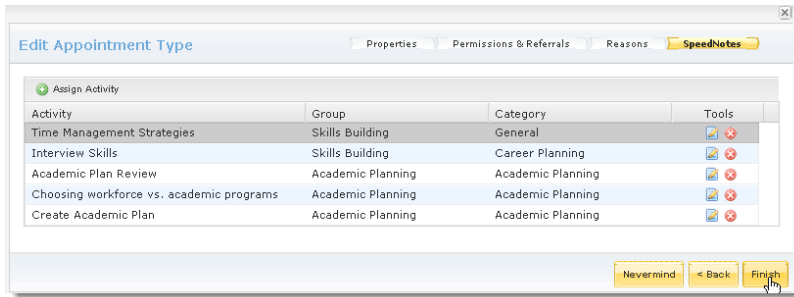 Edit Appointment Type
Properties Permissions & Referrals Reasons SpeedNotes
Assign Activity
Activity Group Category Tools
Time Management Strategies Skills Building General
Interview Skills Skills Building Career Planning
Academic Plan Review Academic Planning Academic Planning
Choosing workforce vs. academic programs Academic Planning Academic Planning
Create Academic Plan Academic Planning Academic Planning
Nevermind < Back Finish